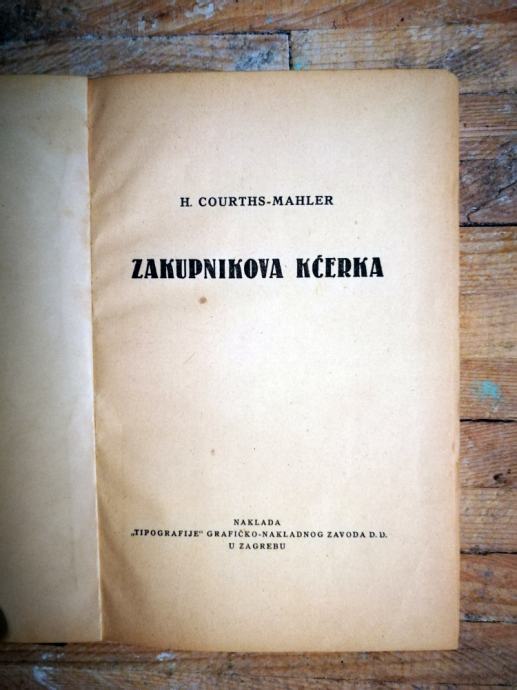 H. COURTHS-MAHLER
ZAKUPNIKOVA KĆERKA
NAKLADA
„TIPOGRAFIJE" GRAFIČKO-NAKLADNOG ZAVODA D. D.
U ZAGREBU